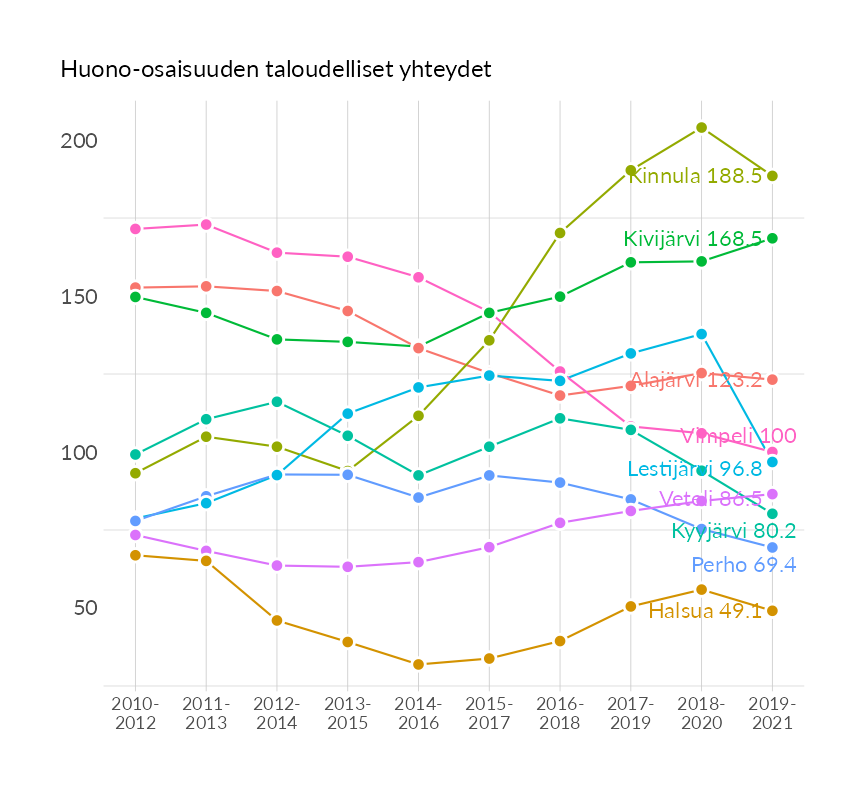 Huono-osaisuuden taloudelliset yhteydet
200
150
100
50
Kinnula 188.5
Kivijärvi 168.5
Alajärvi 123.2
Vimpeli 100
Lestijärvi 96.8
Veteli 86.5
Kyyjärvi 80.2
Perho 69.4
Halsua 49.1
2010- 2011- 2012- 2013- 2014- 2015- 2016- 2017- 2018- 2019-
2012 2013 2014 2015 2016 2017 2018 2019 2020 2021